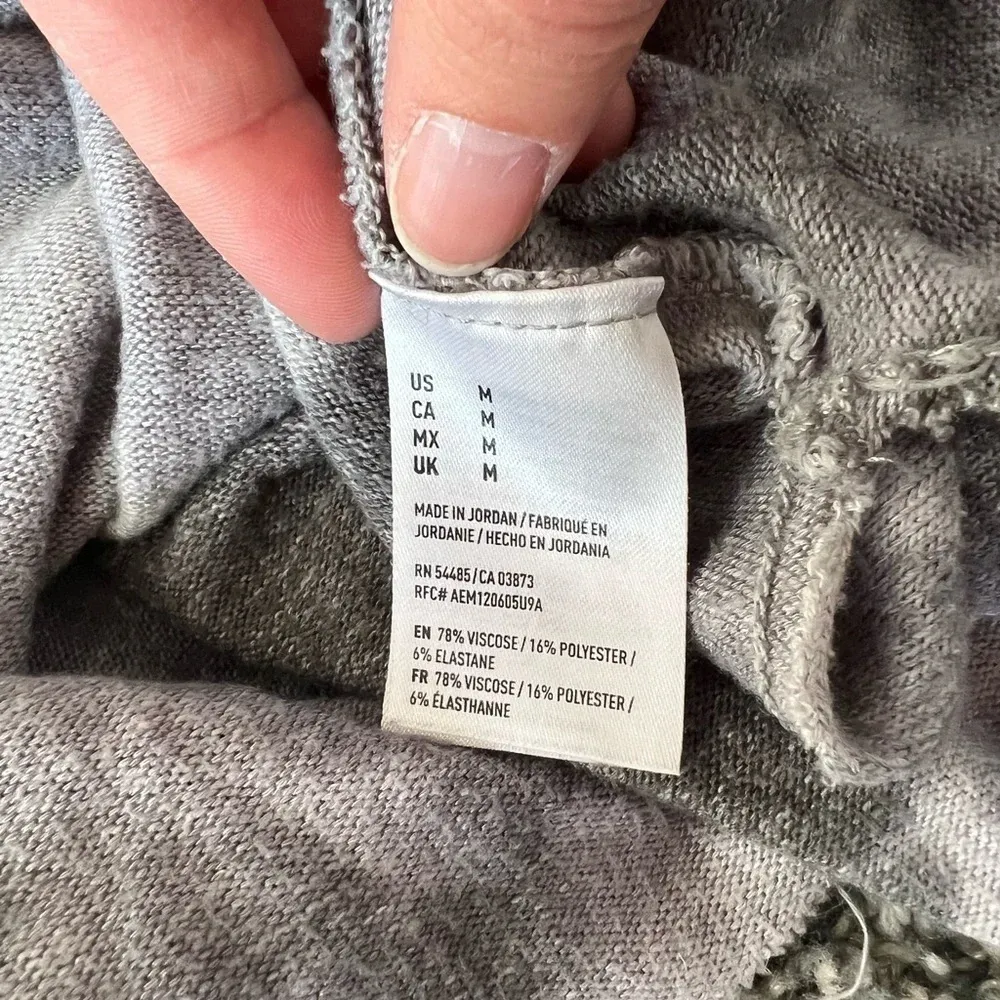 US M
CA M
MX M
UK M
MADE IN JORDAN / FABRIQUÉ EN
JORDANIE / HECHO EN JORDANIA
RN 54485 / CA 03873
RFC# AEM120605U9A
EN 78% VISCOSE / 16% POLYESTER /
6% ELASTANE
FR 78% VISCOSE / 16% POLYESTER /
6% ÉLASTHANNE